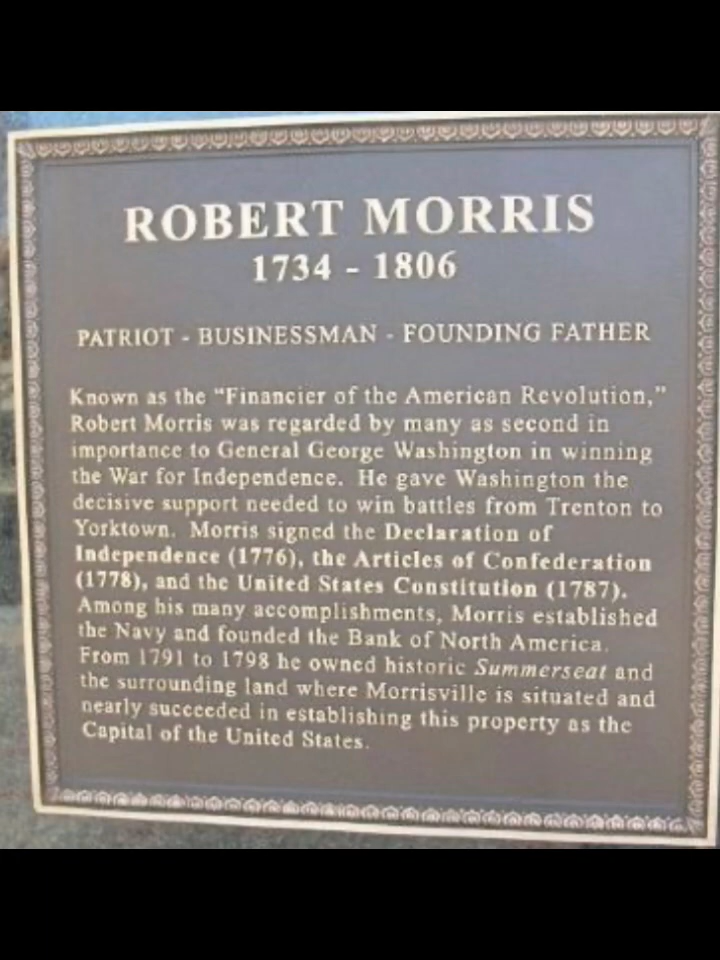 ROBERT MORRIS
1734 - 1806
PATRIOT - BUSINESSMAN - FOUNDING FATHER
Known as the "Financier of the American Revolution,"
Robert Morris was regarded by many as second in
importance to General George Washington in winning
the War for Independence. He gave Washington the
decisive support needed to win battles from Trenton to
Yorktown. Morris signed the Declaration of
Independence (1776), the Articles of Confederation
(1778), and the United States Constitution (1787).
Among his many accomplishments, Morris established
the Navy and founded the Bank of North America.
From 1791 to 1798 he owned historic Summerseat and
the surrounding land where Morrisville is situated and
nearly succeeded in establishing this property as the
Capital of the United States.